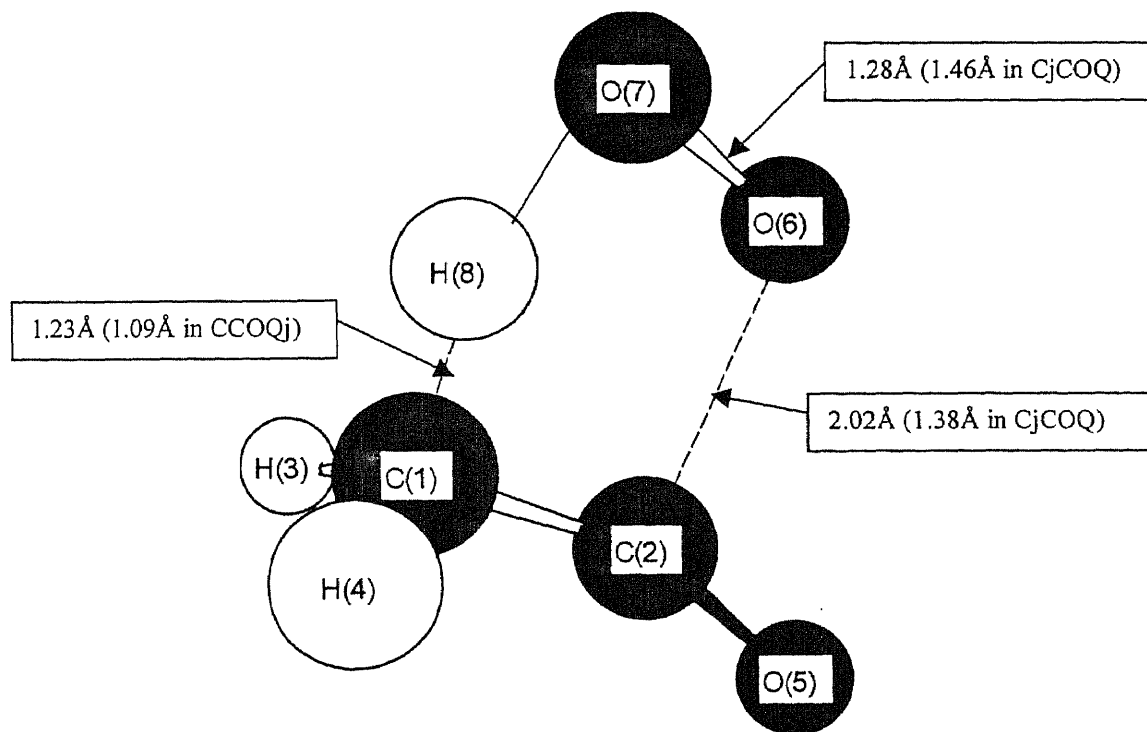 1.28Å (1.46Å in CjCOQ)
O(7)
O(6)
H(8)
1.23Å (1.09Å in CCOQj)
2.02Å (1.38Å in CjCOQ)
H(3)
C(1)
C(2)
H(4)
O(5)